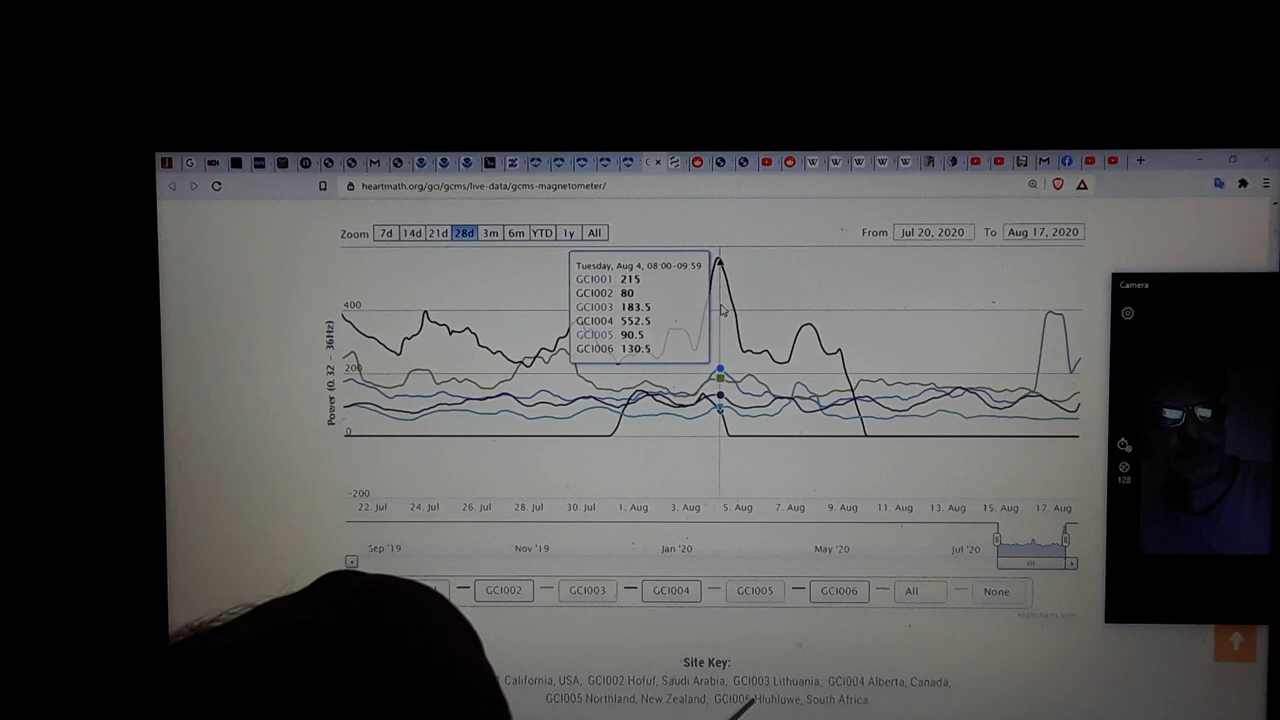 heartmath.org/gci/gcms/live-data/gcms-magnetometer/
Zoom 7d 14d 21d 28d 3m 6m YTD 1y All From Jul 20, 2020 To Aug 17, 2020
Tuesday, Aug 4, 08:00-09:59
GCI001 215
GCI002 80
GCI003 183.5
GCI004 552.5
GCI005 90.5
GCI006 130.5
Power (0.32 - 36Hz)
400
200
0
-200
22. Jul 24. Jul 26. Jul 28. Jul 30. Jul 1. Aug 3. Aug 5. Aug 7. Aug 9. Aug 11. Aug 13. Aug 15. Aug 17. Aug
Sep '19 Nov '19 Jan '20 May '20 Jul '20
GCI002 GCI003 GCI004 GCI005 GCI006 All None
Highcharts.com
Site Key:
California, USA, GCI002 Hofuf, Saudi Arabia, GCI003 Lithuania; GCI004 Alberta, Canada,
GCI005 Northland, New Zealand; GCI006 Hluhluwe, South Africa
Camera
128